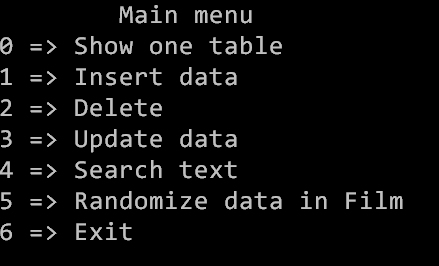 Main menu
0 => Show one table
1 => Insert data
2 => Delete
3 => Update data
4 => Search text
5 => Randomize data in Film
6 => Exit